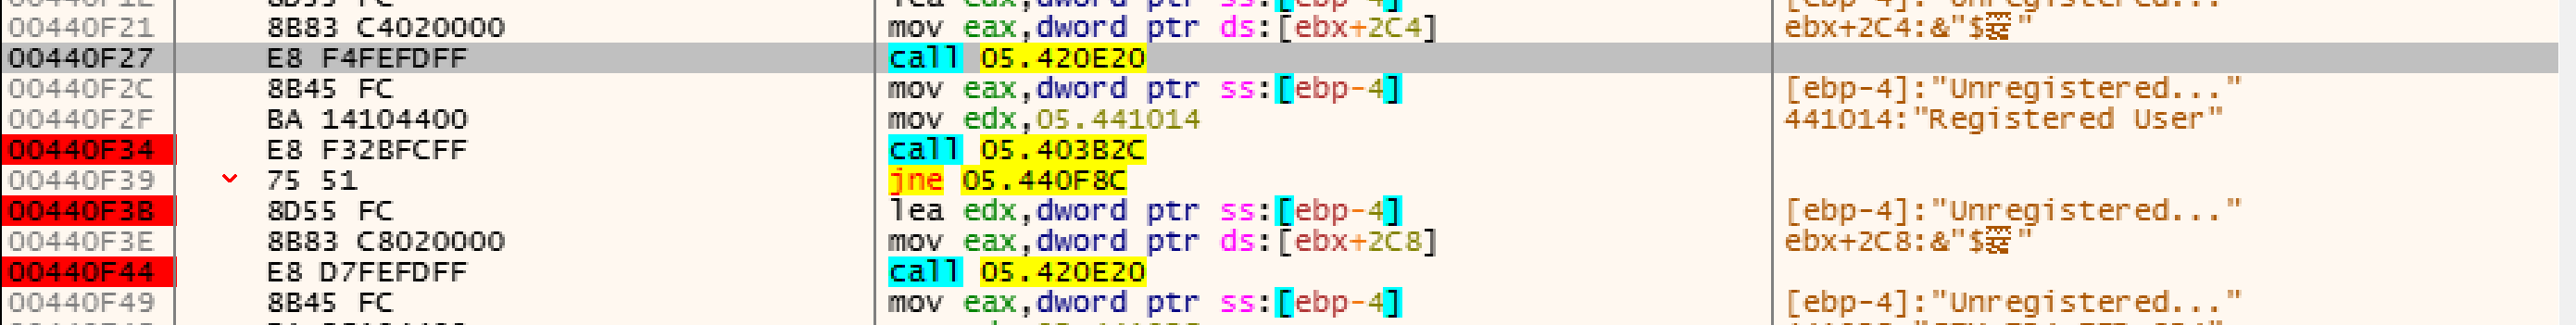 00440F21 8B83 C4020000 mov eax,dword ptr ds:[ebx+2C4] ebx+2C4:&"$
00440F27 E8 F4FEFDFF call 05.420E20
00440F2C 8B45 FC mov eax,dword ptr ss:[ebp-4] [ebp-4]:"Unregistered..."
00440F2F BA 14104400 mov edx,05.441014 441014:"Registered User"
00440F34 E8 F32BFCFF call 05.403B2C
00440F39 75 51 jne 05.440F8C
00440F3B 8D55 FC lea edx,dword ptr ss:[ebp-4] [ebp-4]:"Unregistered..."
00440F3E 8B83 C8020000 mov eax,dword ptr ds:[ebx+2C8] ebx+2C8:&"$
00440F44 E8 D7FEFDFF call 05.420E20
00440F49 8B45 FC mov eax,dword ptr ss:[ebp-4] [ebp-4]:"Unregistered..."